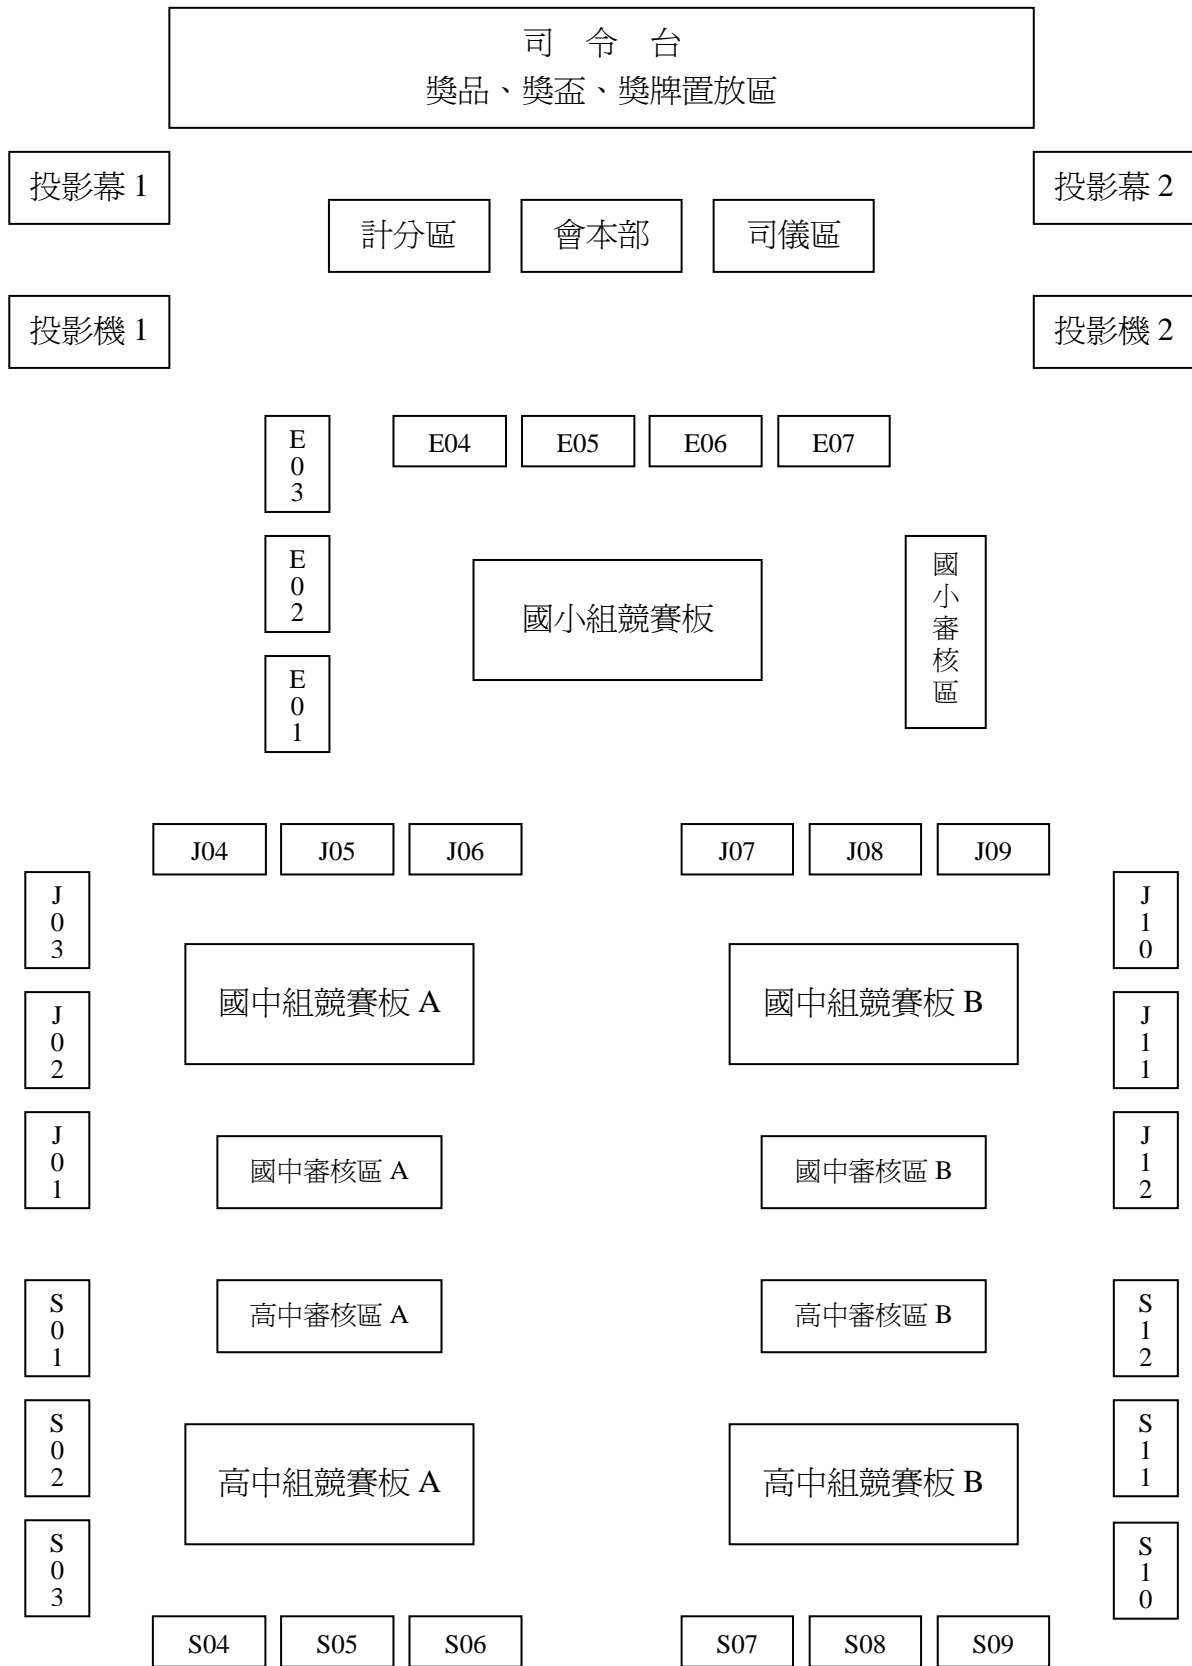 司 令 台
獎品、獎盃、獎牌置放區
投影幕 1
投影幕 2
計分區
會本部
司儀區
投影機 1
投影機 2
E03
E04
E05
E06
E07
E02
國小組競賽板
國小審核區
E01
J04
J05
J06
J07
J08
J09
J03
J10
國中組競賽板 A
國中組競賽板 B
J02
J11
J01
國中審核區 A
國中審核區 B
J12
S01
高中審核區 A
高中審核區 B
S12
S02
高中組競賽板 A
高中組競賽板 B
S11
S03
S10
S04
S05
S06
S07
S08
S09